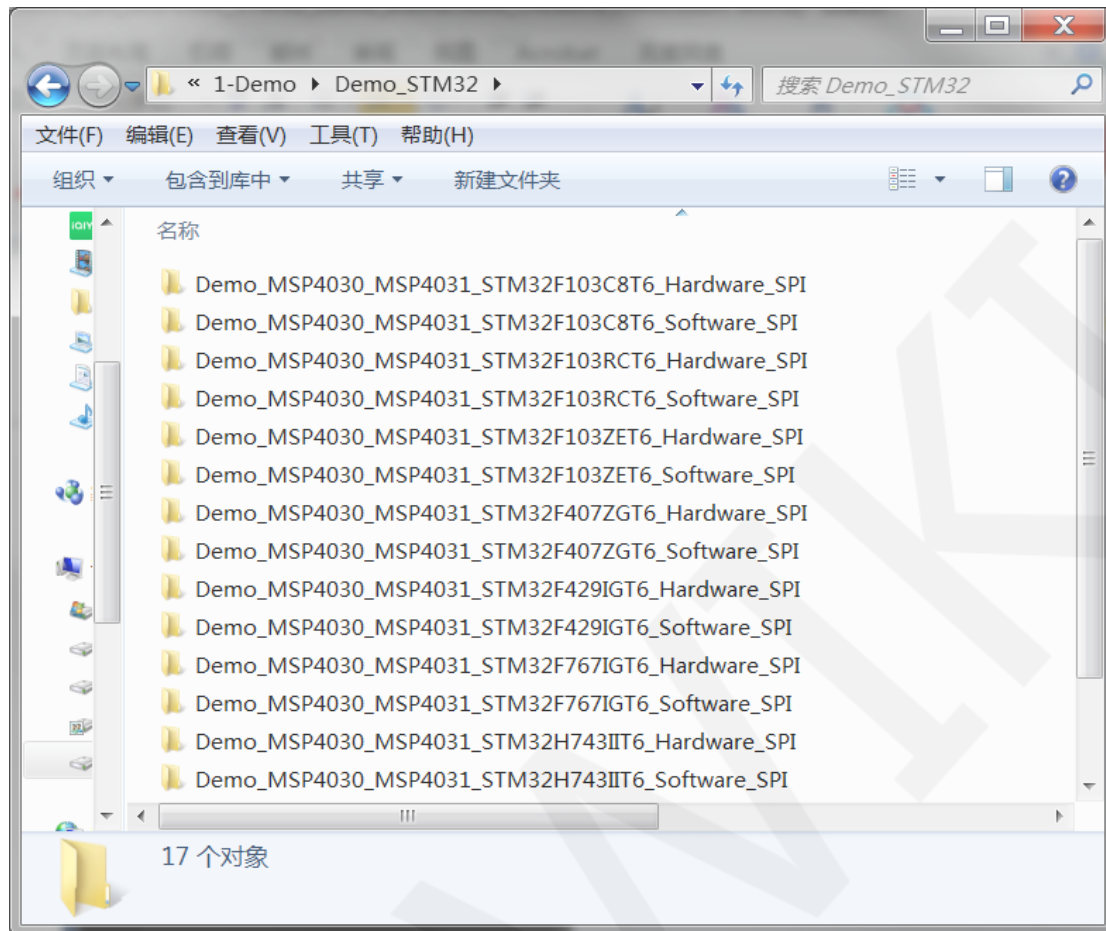 « 1-Demo Demo_STM32
搜索 Demo_STM32
文件(F) 编辑(E) 查看(V) 工具(T) 帮助(H)
组织 包含到库中 共享 新建文件夹
名称
Demo_MSP4030_MSP4031_STM32F103C8T6_Hardware_SPI
Demo_MSP4030_MSP4031_STM32F103C8T6_Software_SPI
Demo_MSP4030_MSP4031_STM32F103RCT6_Hardware_SPI
Demo_MSP4030_MSP4031_STM32F103RCT6_Software_SPI
Demo_MSP4030_MSP4031_STM32F103ZET6_Hardware_SPI
Demo_MSP4030_MSP4031_STM32F103ZET6_Software_SPI
Demo_MSP4030_MSP4031_STM32F407ZGT6_Hardware_SPI
Demo_MSP4030_MSP4031_STM32F407ZGT6_Software_SPI
Demo_MSP4030_MSP4031_STM32F429IGT6_Hardware_SPI
Demo_MSP4030_MSP4031_STM32F429IGT6_Software_SPI
Demo_MSP4030_MSP4031_STM32F767IGT6_Hardware_SPI
Demo_MSP4030_MSP4031_STM32F767IGT6_Software_SPI
Demo_MSP4030_MSP4031_STM32H743IIT6_Hardware_SPI
Demo_MSP4030_MSP4031_STM32H743IIT6_Software_SPI
17 个对象
WIKI